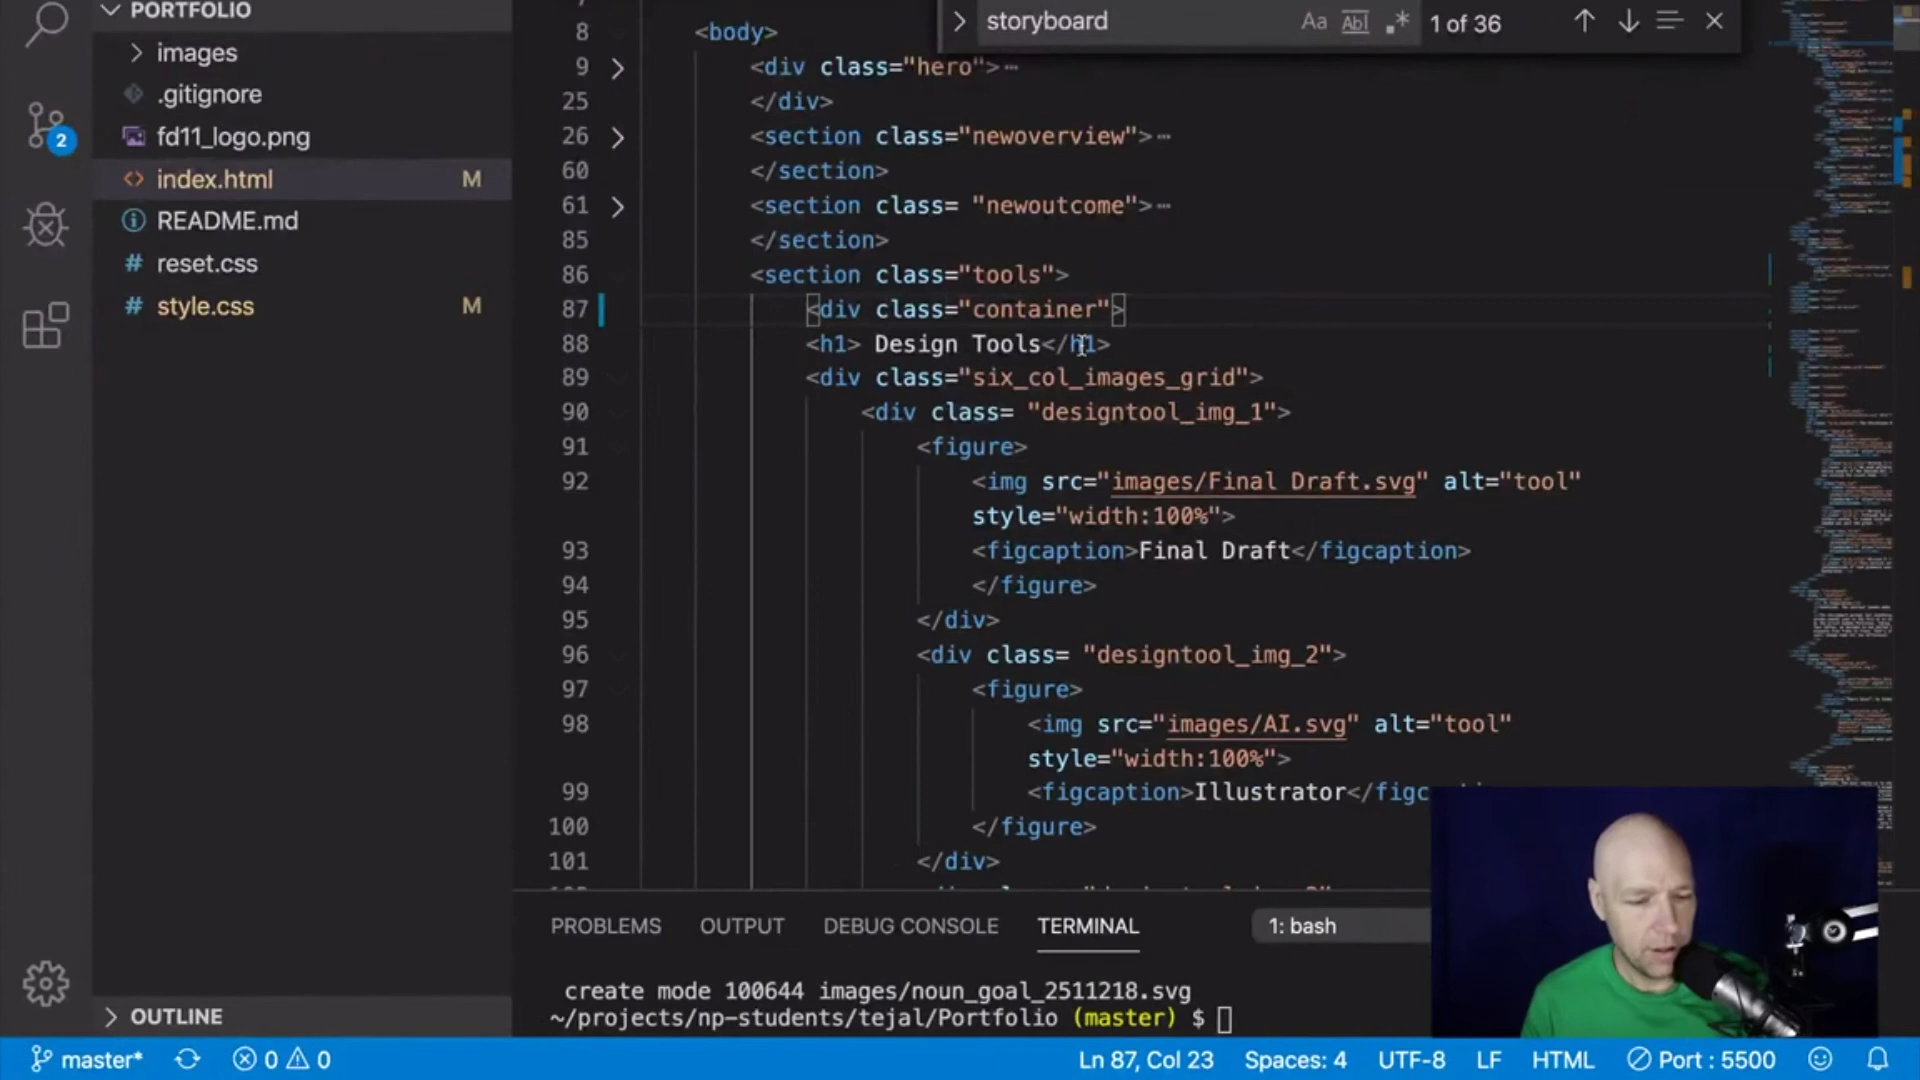 PORTFOLIO
images
.gitignore
fd11_logo.png
index.html M
README.md
reset.css
style.css M
OUTLINE
2
storyboard Aa Abl .* 1 of 36
8 <body>
9 <div class="hero">⋯
25 </div>
26 <section class="newoverview">⋯
60 </section>
61 <section class= "newoutcome">⋯
85 </section>
86 <section class="tools">
87 <div class="container">
88 <h1> Design Tools</h1>
89 <div class="six_col_images_grid">
90 <div class= "designtool_img_1">
91 <figure>
92 <img src="images/Final Draft.svg" alt="tool"
style="width:100%">
93 <figcaption>Final Draft</figcaption>
94 </figure>
95 </div>
96 <div class= "designtool_img_2">
97 <figure>
98 <img src="images/AI.svg" alt="tool"
style="width:100%">
99 <figcaption>Illustrator</figc
100 </figure>
101 </div>
PROBLEMS OUTPUT DEBUG CONSOLE TERMINAL 1: bash
create mode 100644 images/noun_goal_2511218.svg
~/projects/np-students/tejal/Portfolio (master) $
master* 0 0 Ln 87, Col 23 Spaces: 4 UTF-8 LF HTML Port : 5500